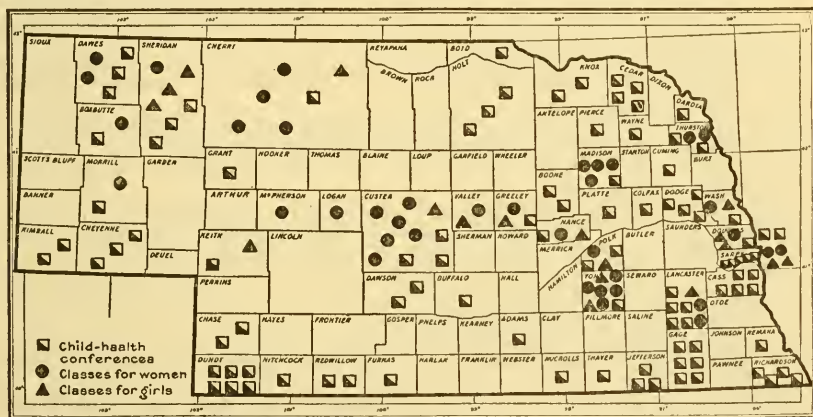 SIOUX
DAWES
SHERIDAN
CHERRY
KEYAPAHA
BOYD
BROWN
ROCK
HOLT
KNOX
CEDAR
DIXON
BOXBUTTE
ANTELOPE
PIERCE
WAYNE
THURSTON
SCOTTS BLUFF
MORRILL
GARDEN
GRANT
HOOKER
THOMAS
BLAINE
LOUP
GARFIELD
WHEELER
MADISON
STANTON
CUMING
BURT
BANNER
ARTHUR
McPHERSON
LOGAN
CUSTER
VALLEY
GREELEY
BOONE
PLATTE
COLFAX
DODGE
WASH
KIMBALL
CHEYENNE
DEUEL
KEITH
LINCOLN
SHERMAN
HOWARD
NANCE
MERRICK
POLK
BUTLER
SAUNDERS
DOUGLAS
PERKINS
DAWSON
BUFFALO
HALL
HAMILTON
YORK
SEWARD
LANCASTER
CASS
OTOE
CHASE
HAYES
FRONTIER
GOSPER
PHELPS
KEARNEY
ADAMS
CLAY
FILLMORE
SALINE
GAGE
JOHNSON
NEMAHA
DUNDY
HITCHCOCK
REDWILLOW
FURNAS
HARLAN
FRANKLIN
WEBSTER
NUCKOLLS
THAYER
JEFFERSON
PAWNEE
RICHARDSON
Child-health
conferences
Classes for women
Classes for girls